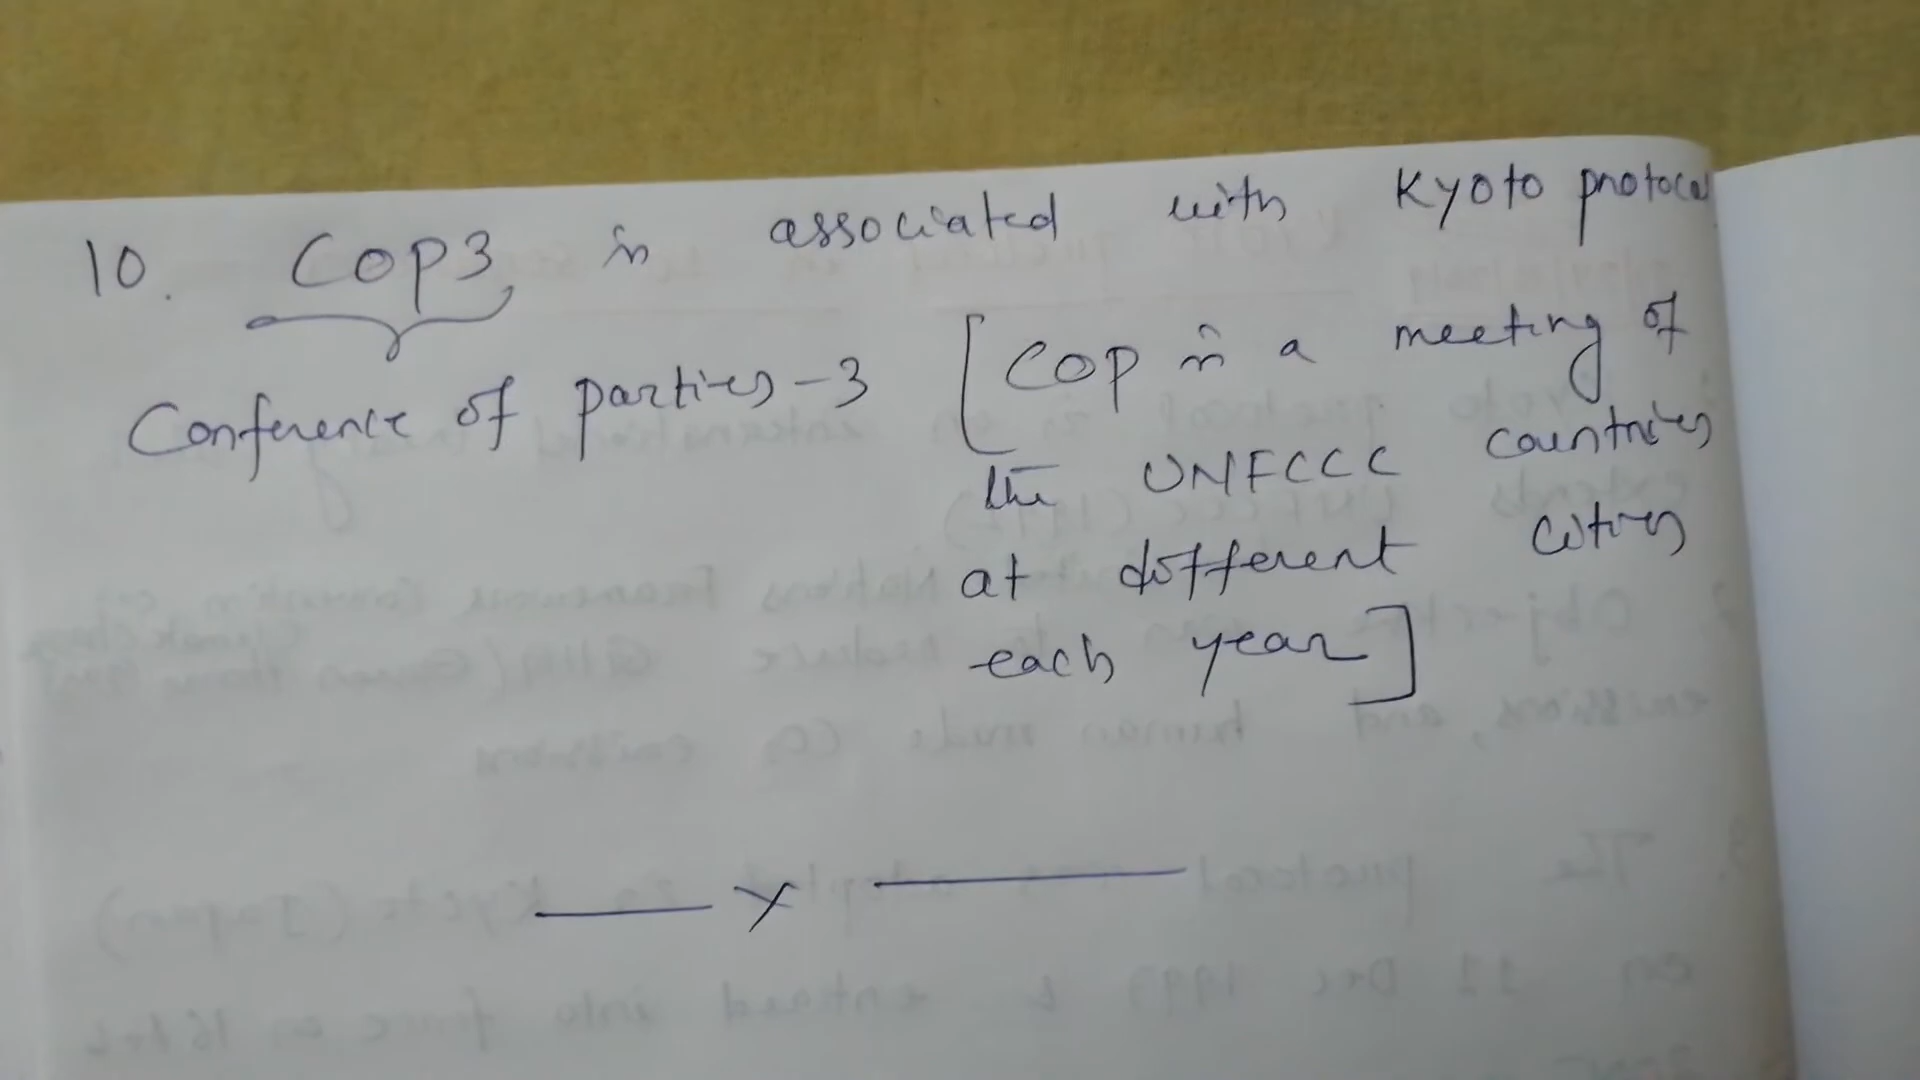 10. COP3 is associated with Kyoto protocol
Conference of parties-3 [COP is a meeting of
the UNFCCC countries
at different cities
each year]
x